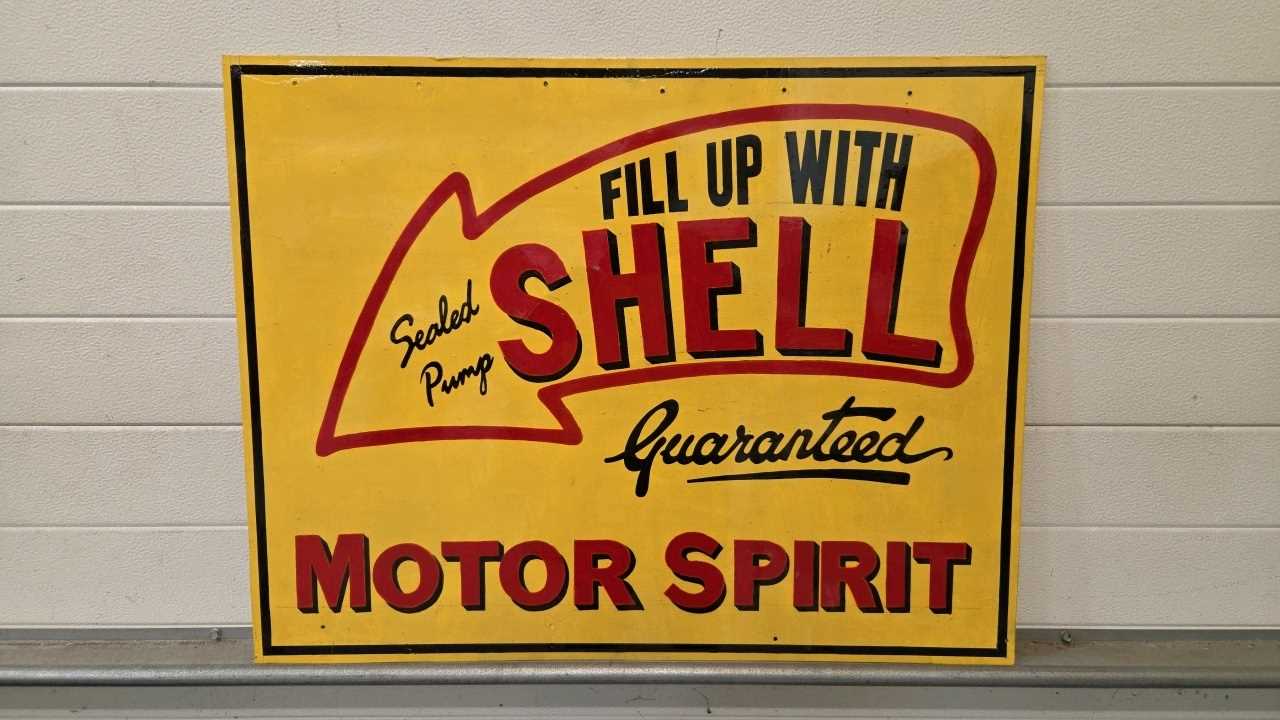 FILL UP WITH
SHELL
Sealed
Pump
Guaranteed
MOTOR SPIRIT